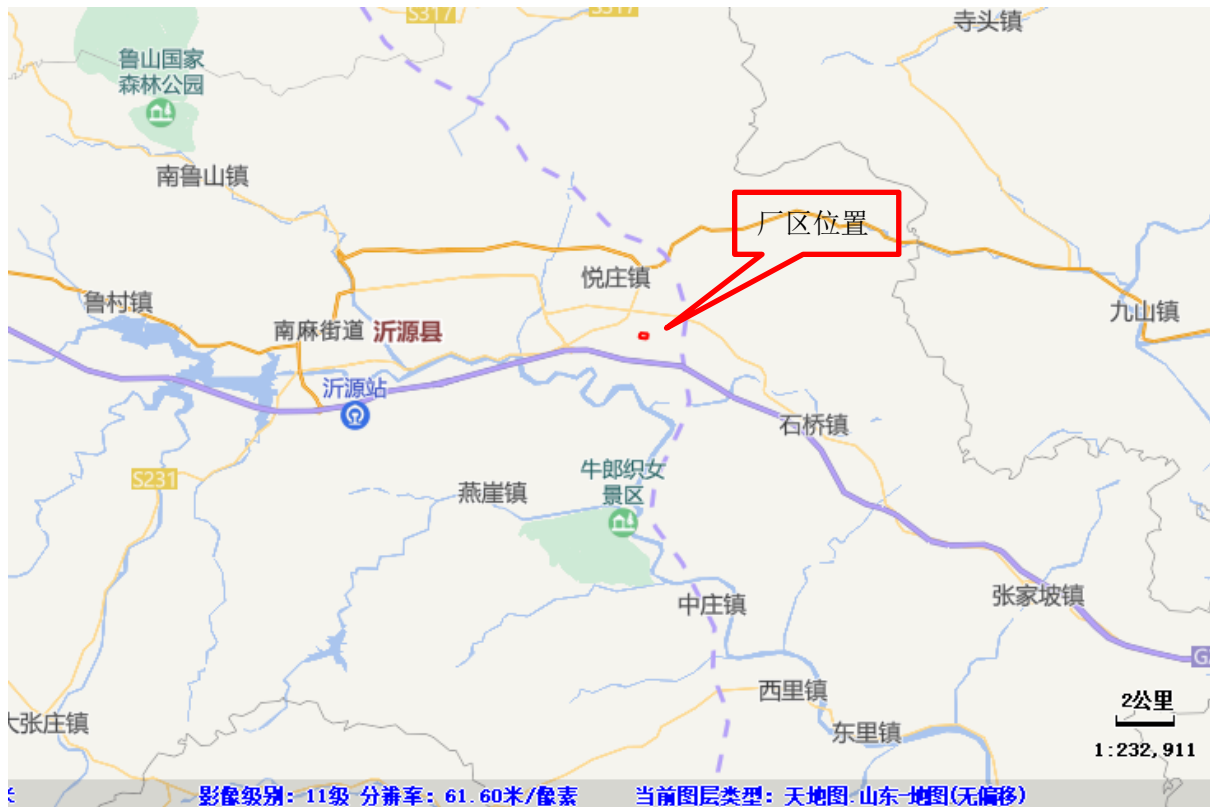 S317
S317
寺头镇
鲁山国家
森林公园
南鲁山镇
厂区位置
悦庄镇
鲁村镇
九山镇
南麻街道
沂源县
沂源站
石桥镇
S231
燕崖镇
牛郎织女
景区
张家坡镇
中庄镇
G
西里镇
2公里
大张庄镇
东里镇
1:232,911
影像级别：11级 分辨率：61.60米/像素
当前图层类型：天地图.山东-地图(无偏移)